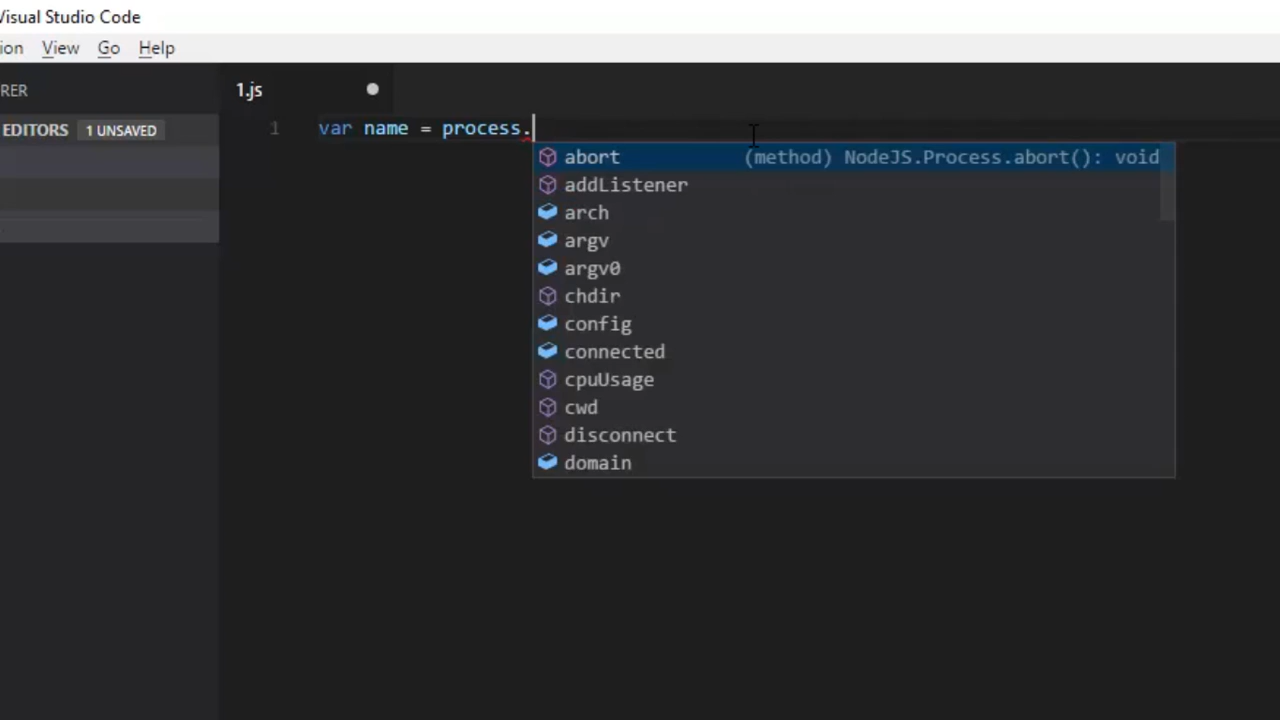 Visual Studio Code
ion View Go Help
RER
1.js
EDITORS 1 UNSAVED
1 var name = process.
abort (method) NodeJS.Process.abort(): void
addListener
arch
argv
argv0
chdir
config
connected
cpuUsage
cwd
disconnect
domain